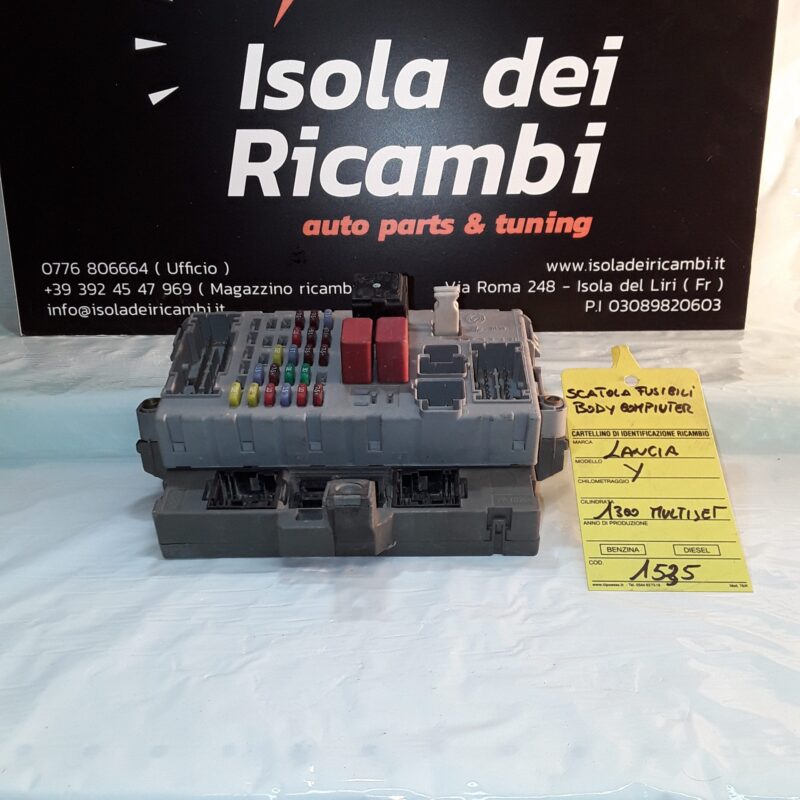 Isola dei
Ricambi
auto parts & tuning
0776 806664 ( Ufficio )
+39 392 45 47 969 ( Magazzino ricambi
info@isoladeiricambi.it
www.isoladeiricambi.it
Via Roma 248 - Isola del Liri ( Fr )
P.I 03089820603
SCATOLA FUSIBILI
BODY COMPIUTER
CARTELLINO DI IDENTIFICAZIONE RICAMBIO
MARCA LANCIA
MODELLO Y
CHILOMETRAGGIO
CILINDRATA 1300 MULTIJET
ANNO DI PRODUZIONE
BENZINA DIESEL
COD. 1535